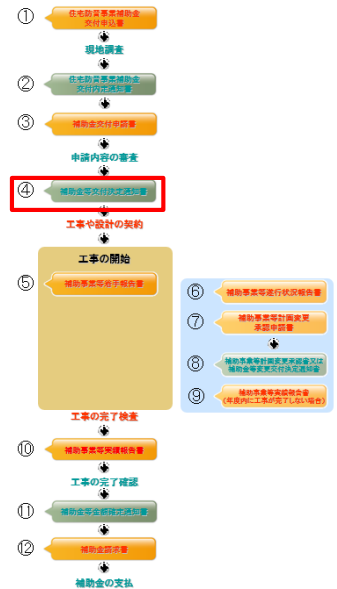 ①
住宅防音事業補助金
交付申込書
現地調査
②
住宅防音事業補助金
交付内定通知書
③
補助金交付申請書
申請内容の審査
④
補助金等交付決定通知書
工事や設計の契約
工事の開始
⑤
補助事業等着手報告書
⑥
補助事業等遂行状況報告書
⑦
補助事業等計画変更
承認申請書
⑧
補助事業等計画変更承認書又は
補助金等変更交付決定通知書
⑨
補助事業等実績報告書
(年度内に工事が完了しない場合)
工事の完了検査
⑩
補助事業等実績報告書
工事の完了確認
⑪
補助金等金額確定通知書
⑫
補助金請求書
補助金の支払